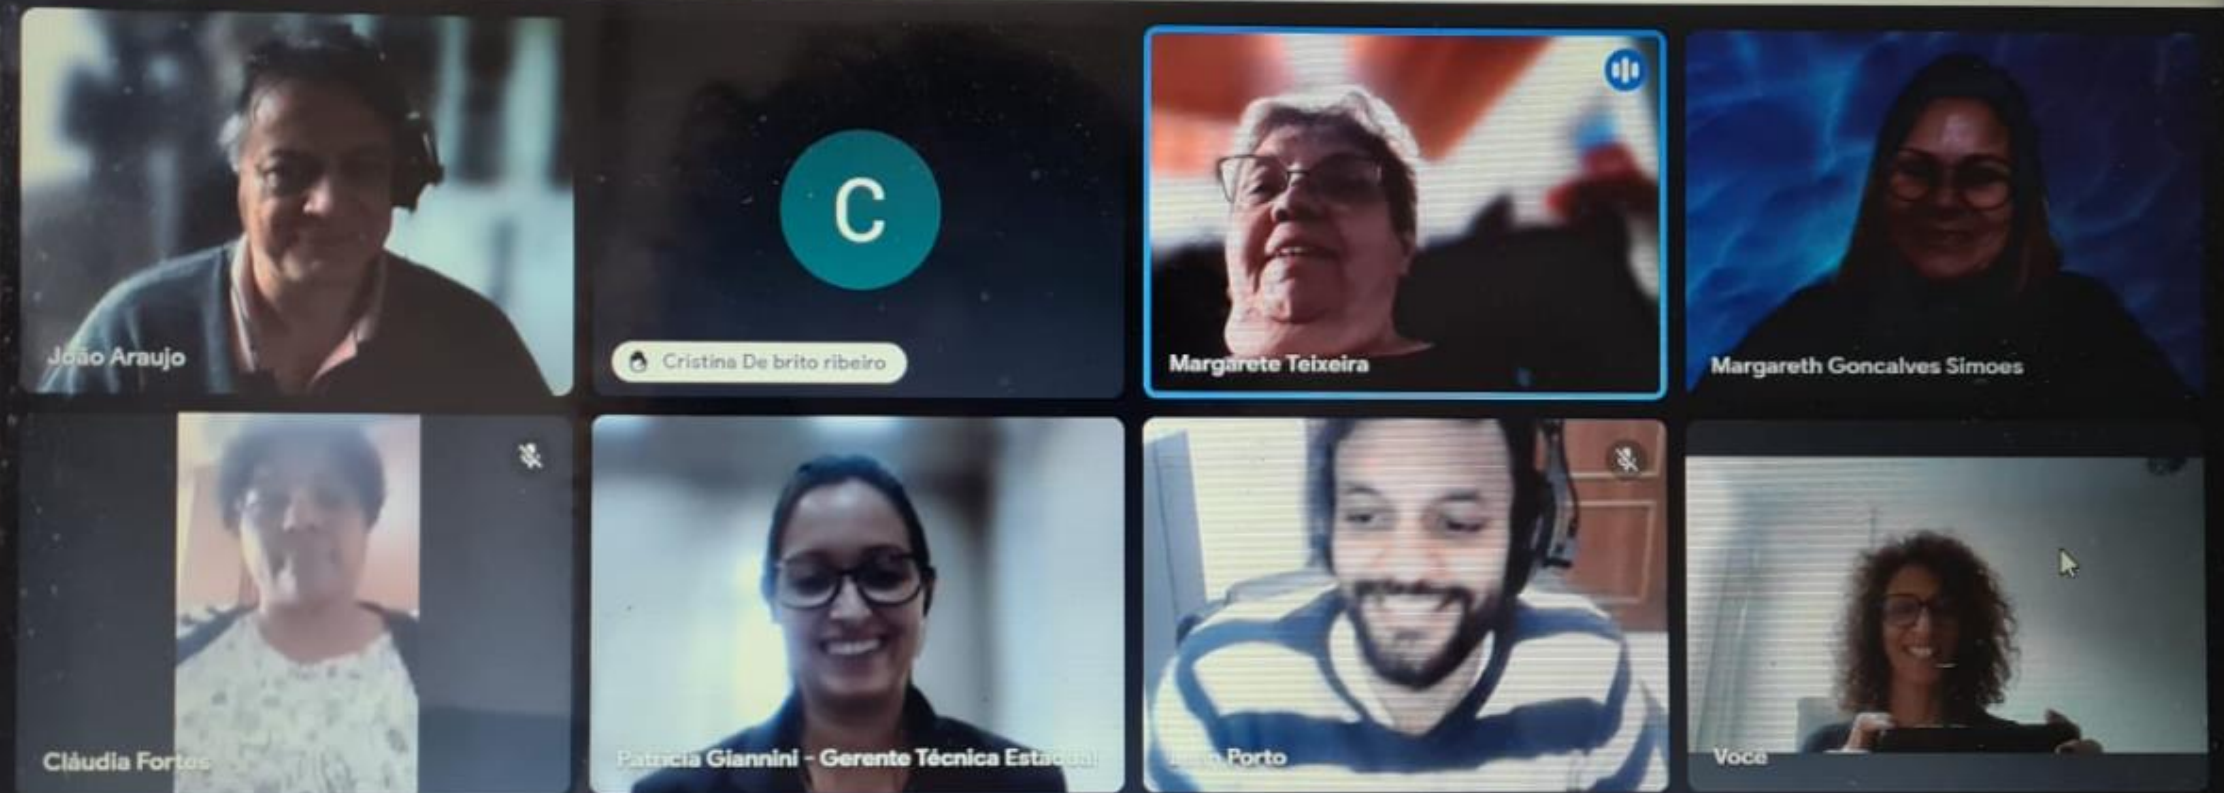 João Araujo
C
Cristina De brito ribeiro
Margarete Teixeira
Margareth Goncalves Simoes
Cláudia Fortes
Patricia Giannini - Gerente Técnica Estadual
Porto
Você